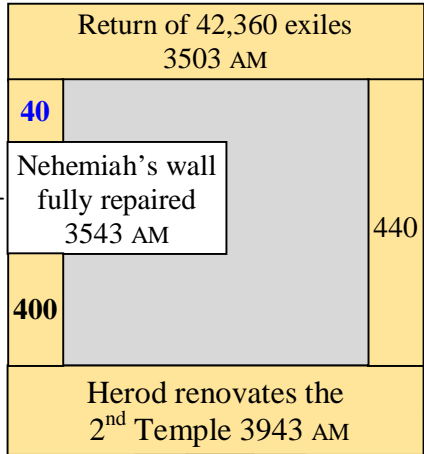 Return of 42,360 exiles
3503 AM
40
Nehemiah's wall
fully repaired
3543 AM
440
400
Herod renovates the
2nd Temple 3943 AM